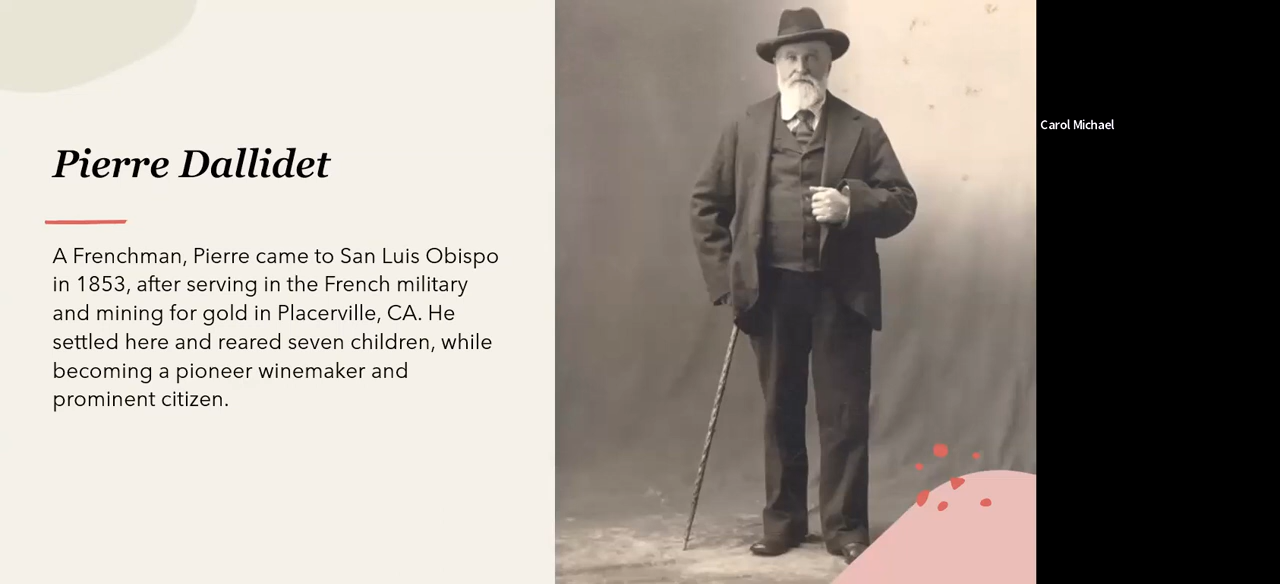 Pierre Dallidet
A Frenchman, Pierre came to San Luis Obispo
in 1853, after serving in the French military
and mining for gold in Placerville, CA. He
settled here and reared seven children, while
becoming a pioneer winemaker and
prominent citizen.
Carol Michael